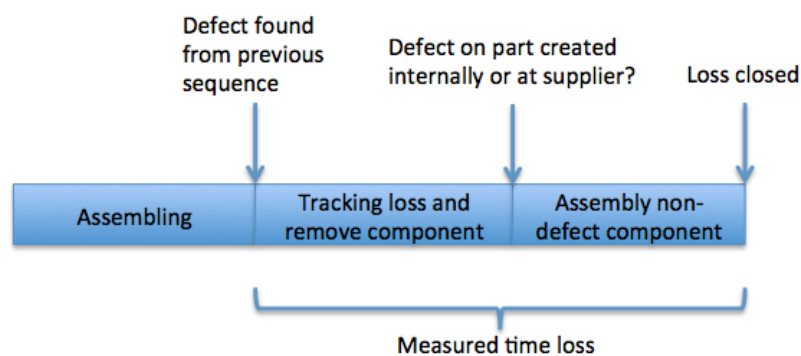 Defect found
from previous
sequence
Defect on part created
internally or at supplier?
Loss closed
Assembling
Tracking loss and
remove component
Assembly non-
defect component
Measured time loss